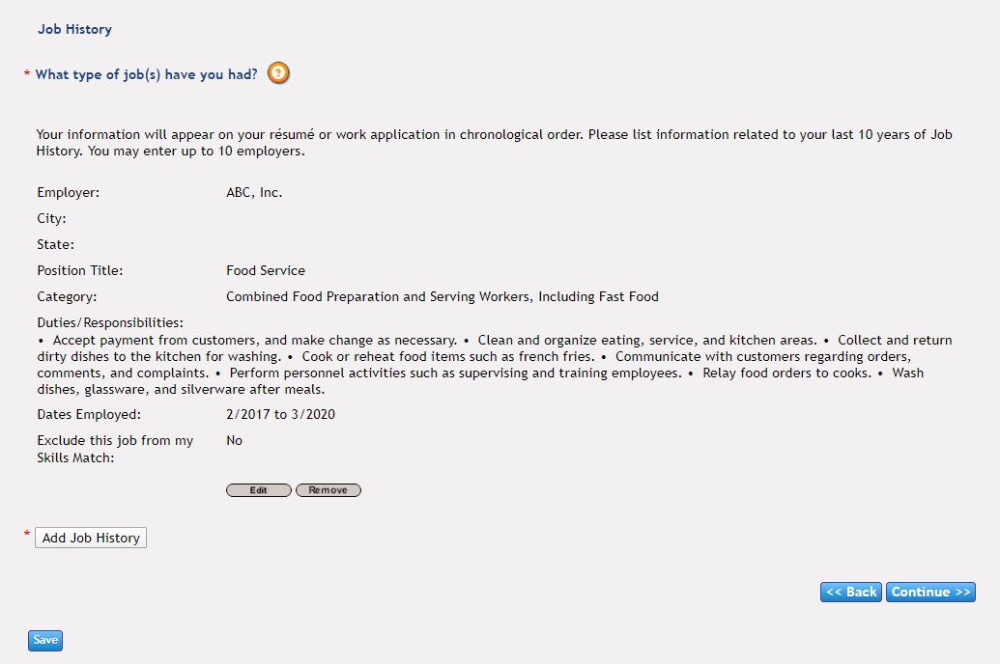 Job History
* What type of job(s) have you had? ?
Your information will appear on your résumé or work application in chronological order. Please list information related to your last 10 years of Job
History. You may enter up to 10 employers.
Employer: ABC, Inc.
City:
State:
Position Title: Food Service
Category: Combined Food Preparation and Serving Workers, Including Fast Food
Duties/Responsibilities:
• Accept payment from customers, and make change as necessary. • Clean and organize eating, service, and kitchen areas. • Collect and return
dirty dishes to the kitchen for washing. • Cook or reheat food items such as french fries. • Communicate with customers regarding orders,
comments, and complaints. • Perform personnel activities such as supervising and training employees. • Relay food orders to cooks. • Wash
dishes, glassware, and silverware after meals.
Dates Employed: 2/2017 to 3/2020
Exclude this job from my No
Skills Match:
Edit Remove
* Add Job History
<< Back Continue >>
Save